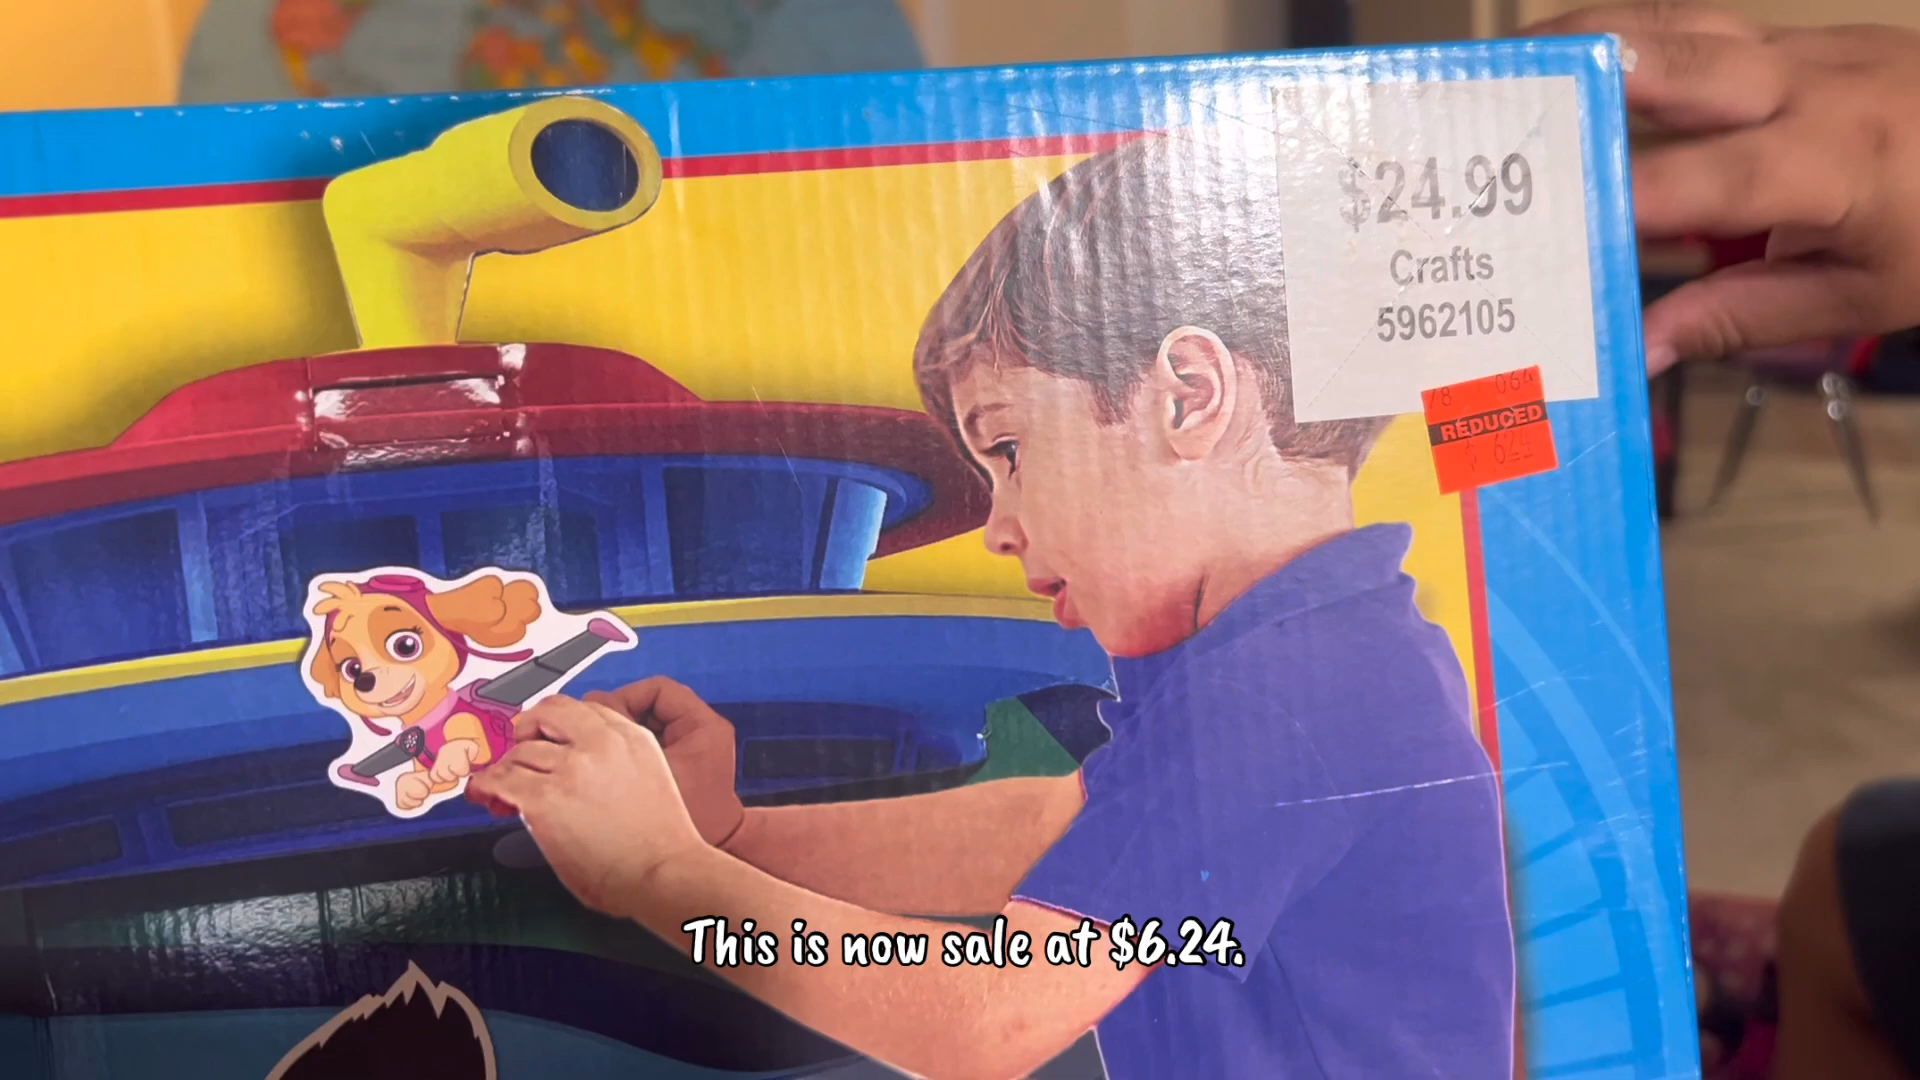 $24.99
Crafts
5962105
REDUCED
This is now sale at $6.24.